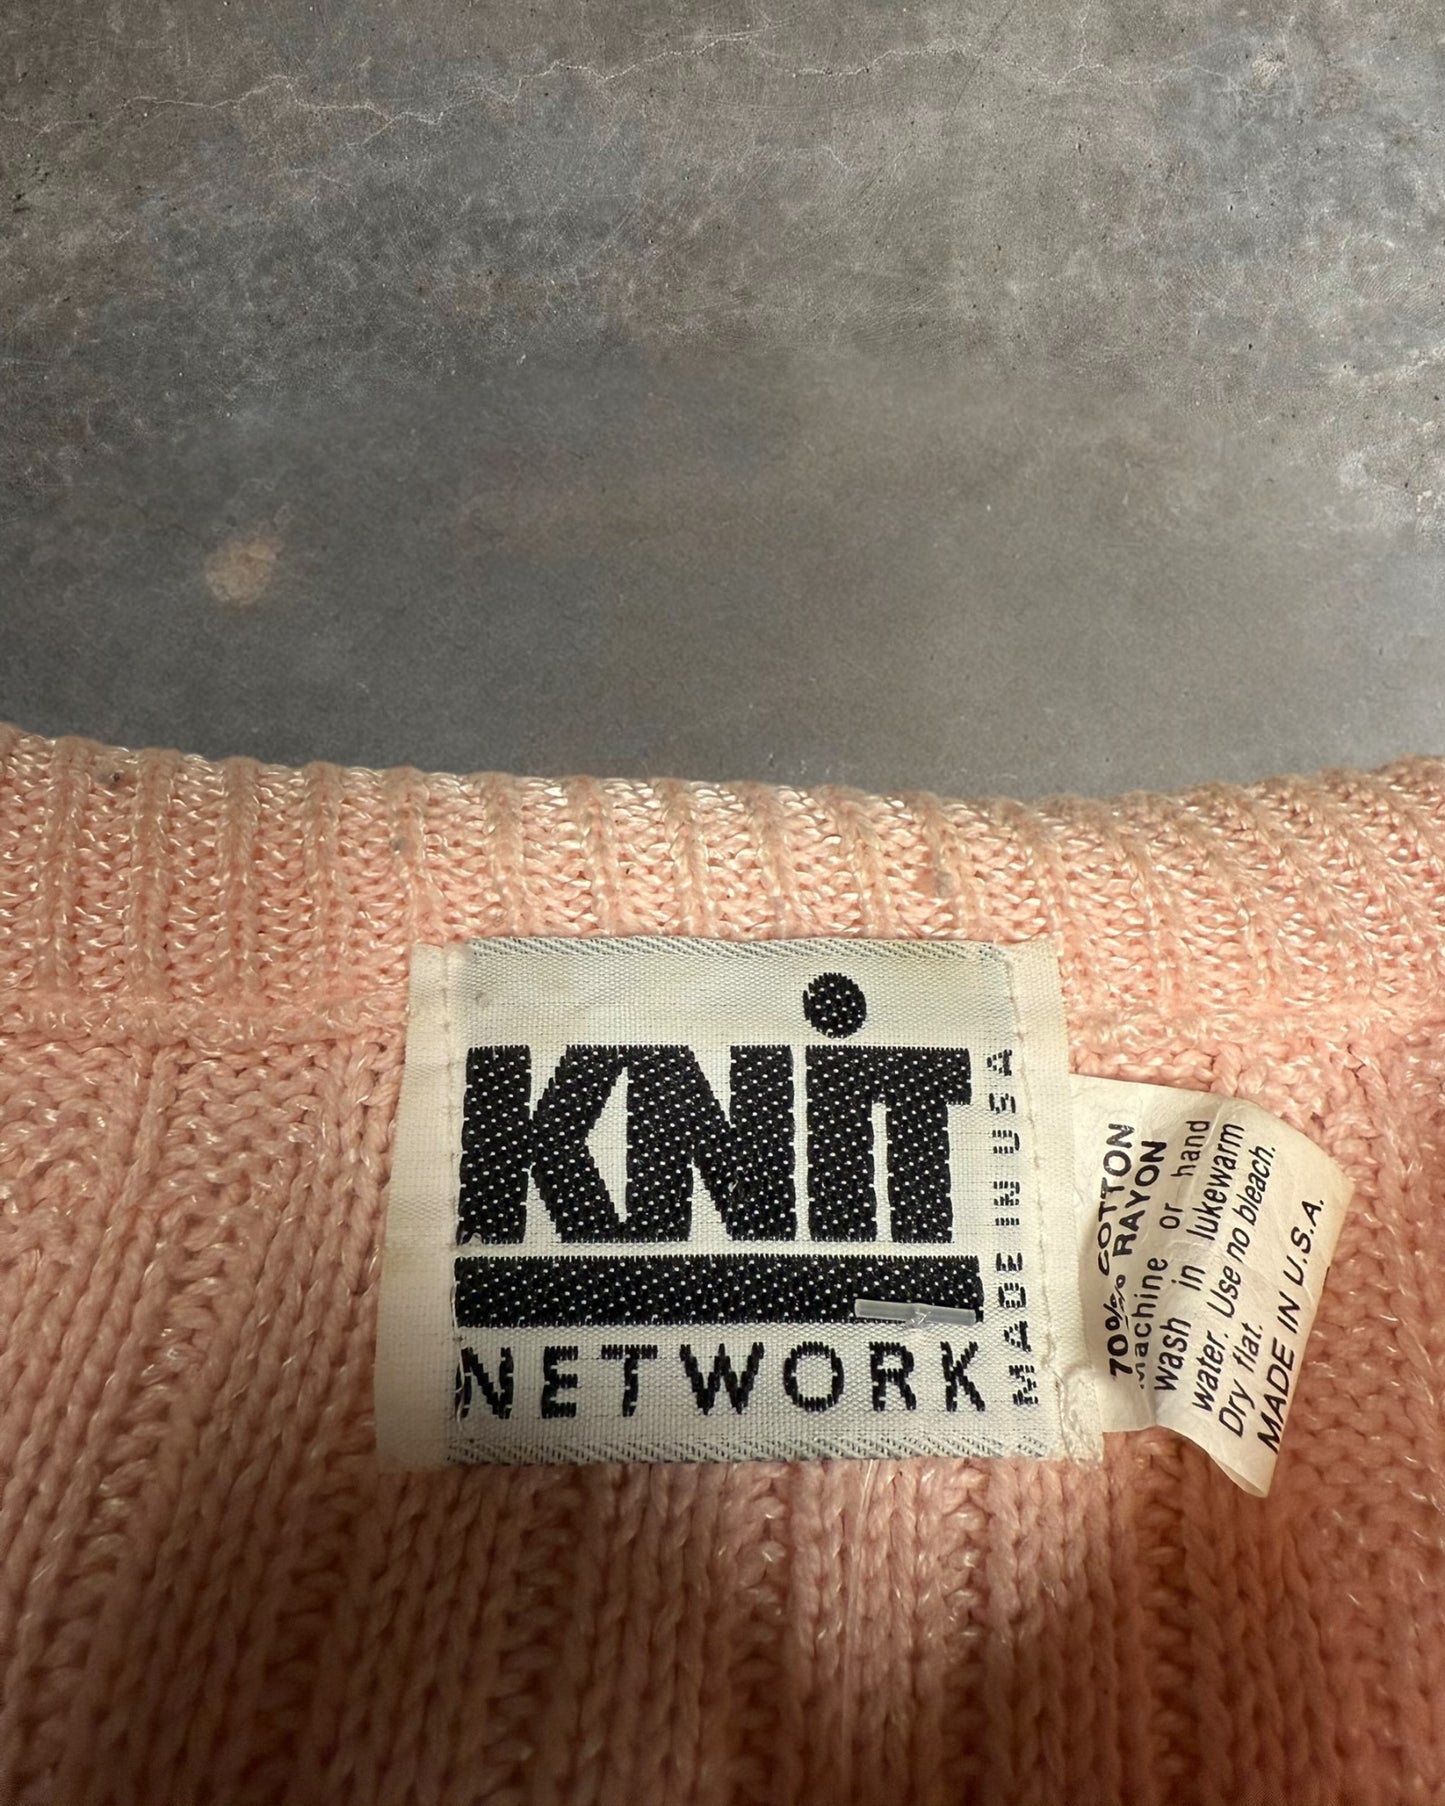 KNiT
NETWORK
MADE IN USA
70% COTTON
% RAYON
Machine or hand
wash in lukewarm
water. Use no bleach.
Dry flat.
MADE IN U.S.A.